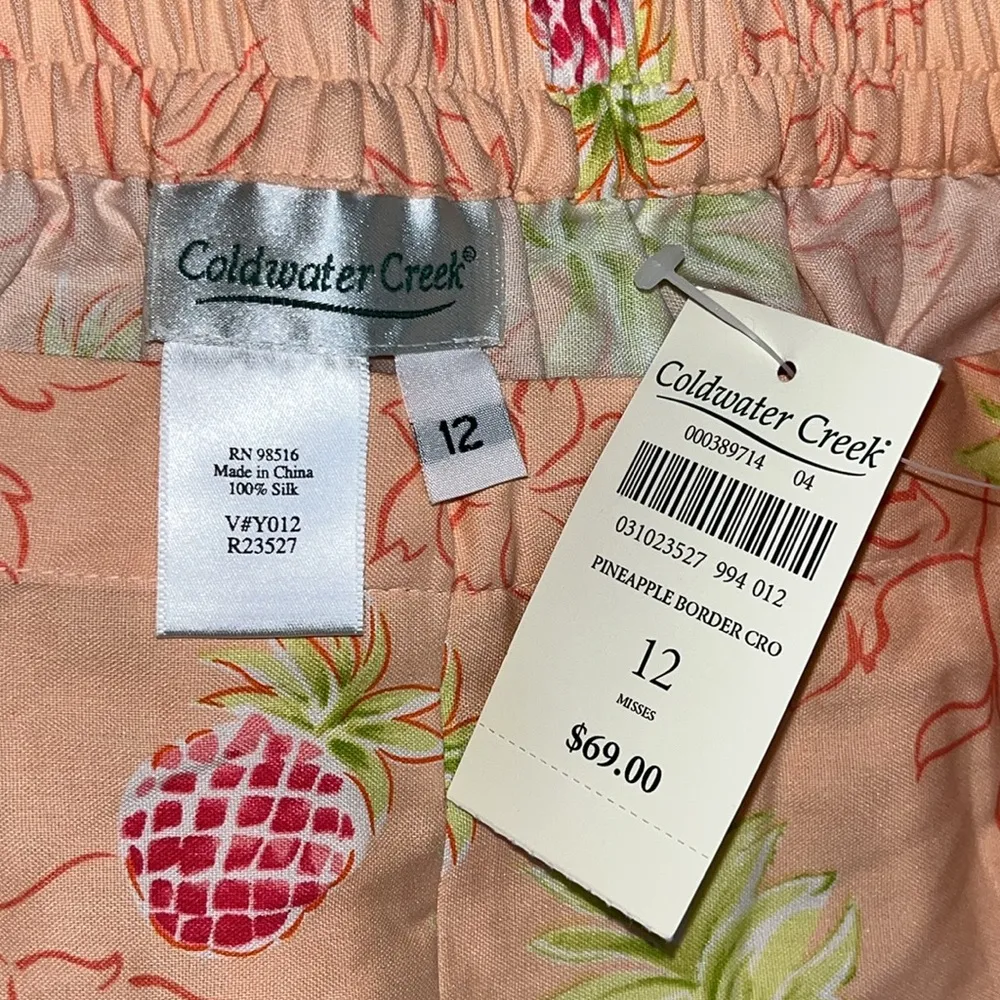 Coldwater Creek®
RN 98516
Made in China
100% Silk
V#Y012
R23527
12
Coldwater Creek
000389714 04
031023527 994 012
PINEAPPLE BORDER CRO
12
MISSES
$69.00